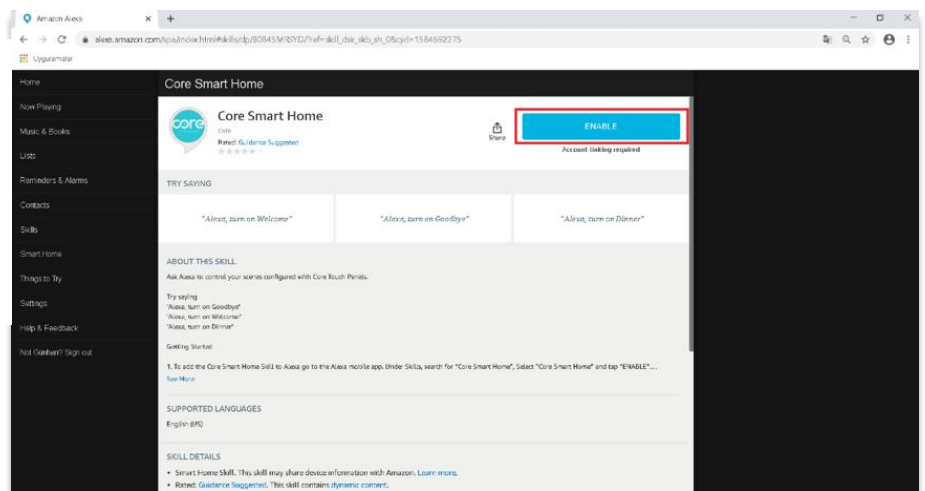 Amazon Alexa
alexa.amazon.com/spa/index.html#skills/dp/
Uygulamalar
Home
Core Smart Home
Now Playing
Music & Books
Lists
Reminders & Alarms
Contacts
Skills
Smart Home
Things to Try
Settings
Help & Feedback
Not Günhan? Sign out
core
Core Smart Home
Core
Rated: Guidance Suggested
Share
ENABLE
Account linking required
TRY SAYING
"Alexa, turn on Welcome"
"Alexa, turn on Goodbye"
"Alexa, turn on Dinner"
ABOUT THIS SKILL
Ask Alexa to control your scenes configured with Core Touch Panels.
Try saying
"Alexa, turn on Goodbye"
"Alexa, turn on Welcome"
"Alexa, turn on Dinner"
Getting Started
1. To add the Core Smart Home Skill to Alexa go to the Alexa mobile app. Under Skills, search for "Core Smart Home", Select "Core Smart Home" and tap "ENABLE"....
See More
SUPPORTED LANGUAGES
English (US)
SKILL DETAILS
• Smart Home Skill. This skill may share device information with Amazon. Learn more.
• Rated: Guidance Suggested. This skill contains dynamic content.